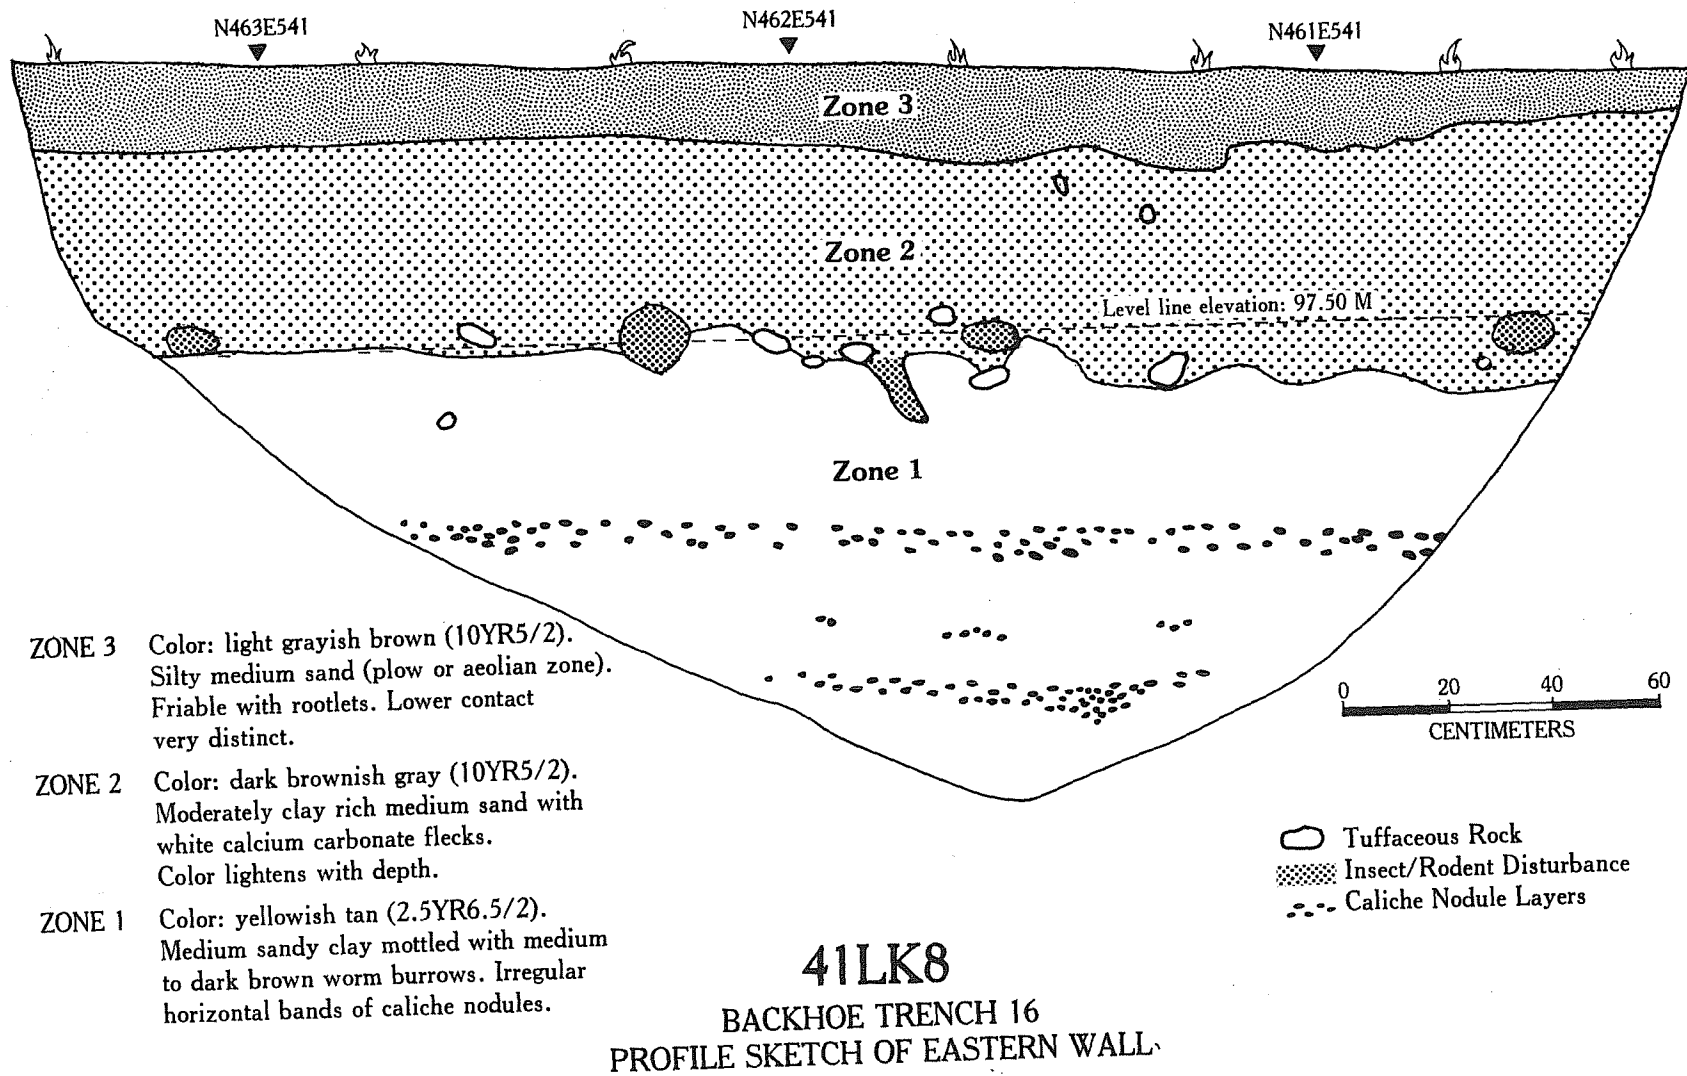 N463E541
N462E541
N461E541
Zone 3
Zone 2
Level line elevation: 97.50 M
Zone 1
ZONE 3 Color: light grayish brown (10YR5/2).
Silty medium sand (plow or aeolian zone).
Friable with rootlets. Lower contact
very distinct.
ZONE 2 Color: dark brownish gray (10YR5/2).
Moderately clay rich medium sand with
white calcium carbonate flecks.
Color lightens with depth.
ZONE 1 Color: yellowish tan (2.5YR6.5/2).
Medium sandy clay mottled with medium
to dark brown worm burrows. Irregular
horizontal bands of caliche nodules.
0 20 40 60
CENTIMETERS
Tuffaceous Rock
Insect/Rodent Disturbance
Caliche Nodule Layers
41LK8
BACKHOE TRENCH 16
PROFILE SKETCH OF EASTERN WALL